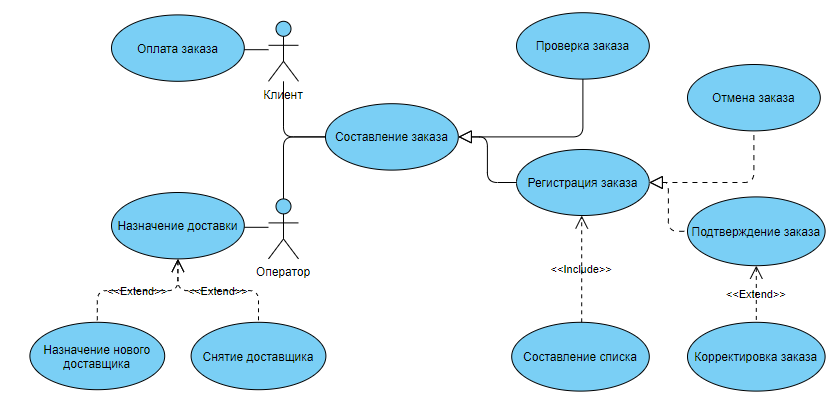 Оплата заказа
Проверка заказа
Клиент
Отмена заказа
Составление заказа
Регистрация заказа
Назначение доставки
Подтверждение заказа
Оператор
<<Include>>
<<Extend>>
<<Extend>>
<<Extend>>
Назначение нового
доставщика
Снятие доставщика
Составление списка
Корректировка заказа